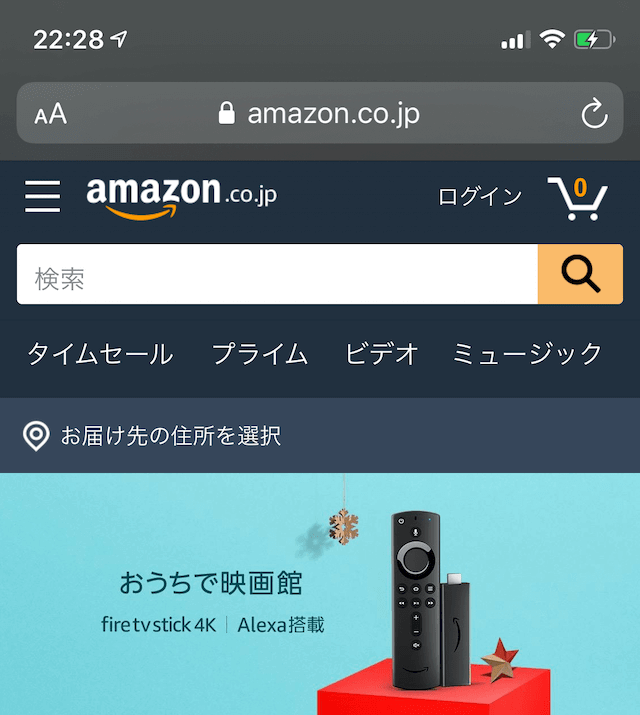 22:28
AA amazon.co.jp
amazon.co.jp ログイン 0
検索
タイムセール プライム ビデオ ミュージック
お届け先の住所を選択
おうちで映画館
fire tv stick 4K | Alexa搭載